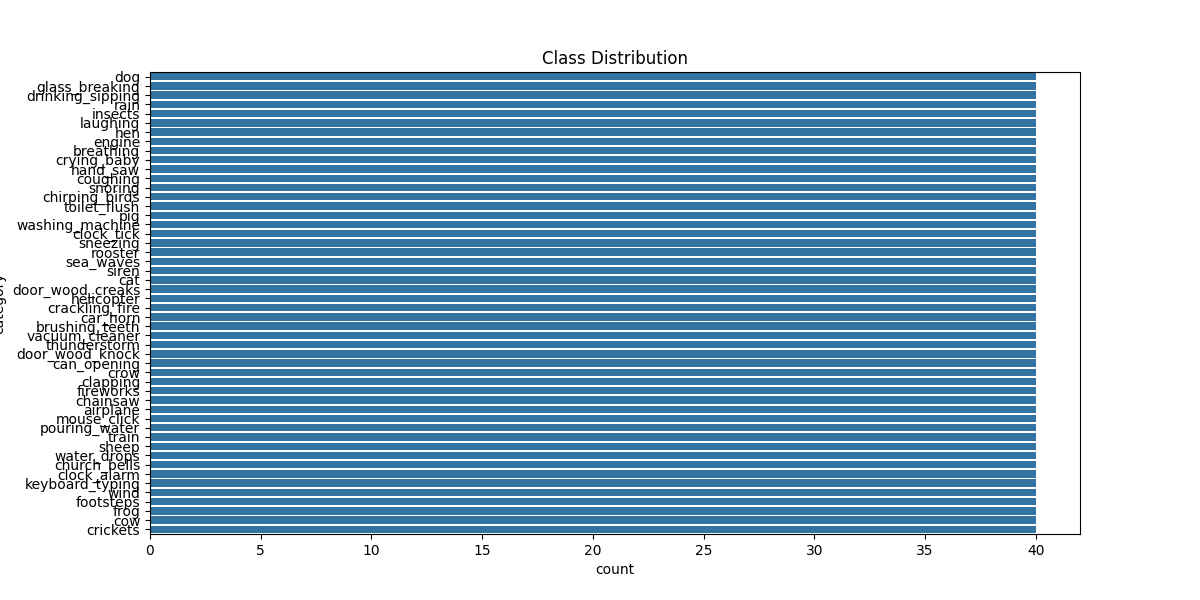 Class Distribution
dog
glass_breaking
drinking_sipping
rain
insects
laughing
hen
engine
breathing
crying_baby
hand_saw
coughing
snoring
chirping_birds
toilet_flush
pig
washing_machine
clock_tick
sneezing
rooster
sea_waves
siren
cat
door_wood_creaks
helicopter
crackling_fire
car_horn
brushing_teeth
vacuum_cleaner
thunderstorm
door_wood_knock
can_opening
crow
clapping
fireworks
chainsaw
airplane
mouse_click
pouring_water
train
sheep
water_drops
church_bells
clock_alarm
keyboard_typing
wind
footsteps
frog
cow
crickets
category
0 5 10 15 20 25 30 35 40
count